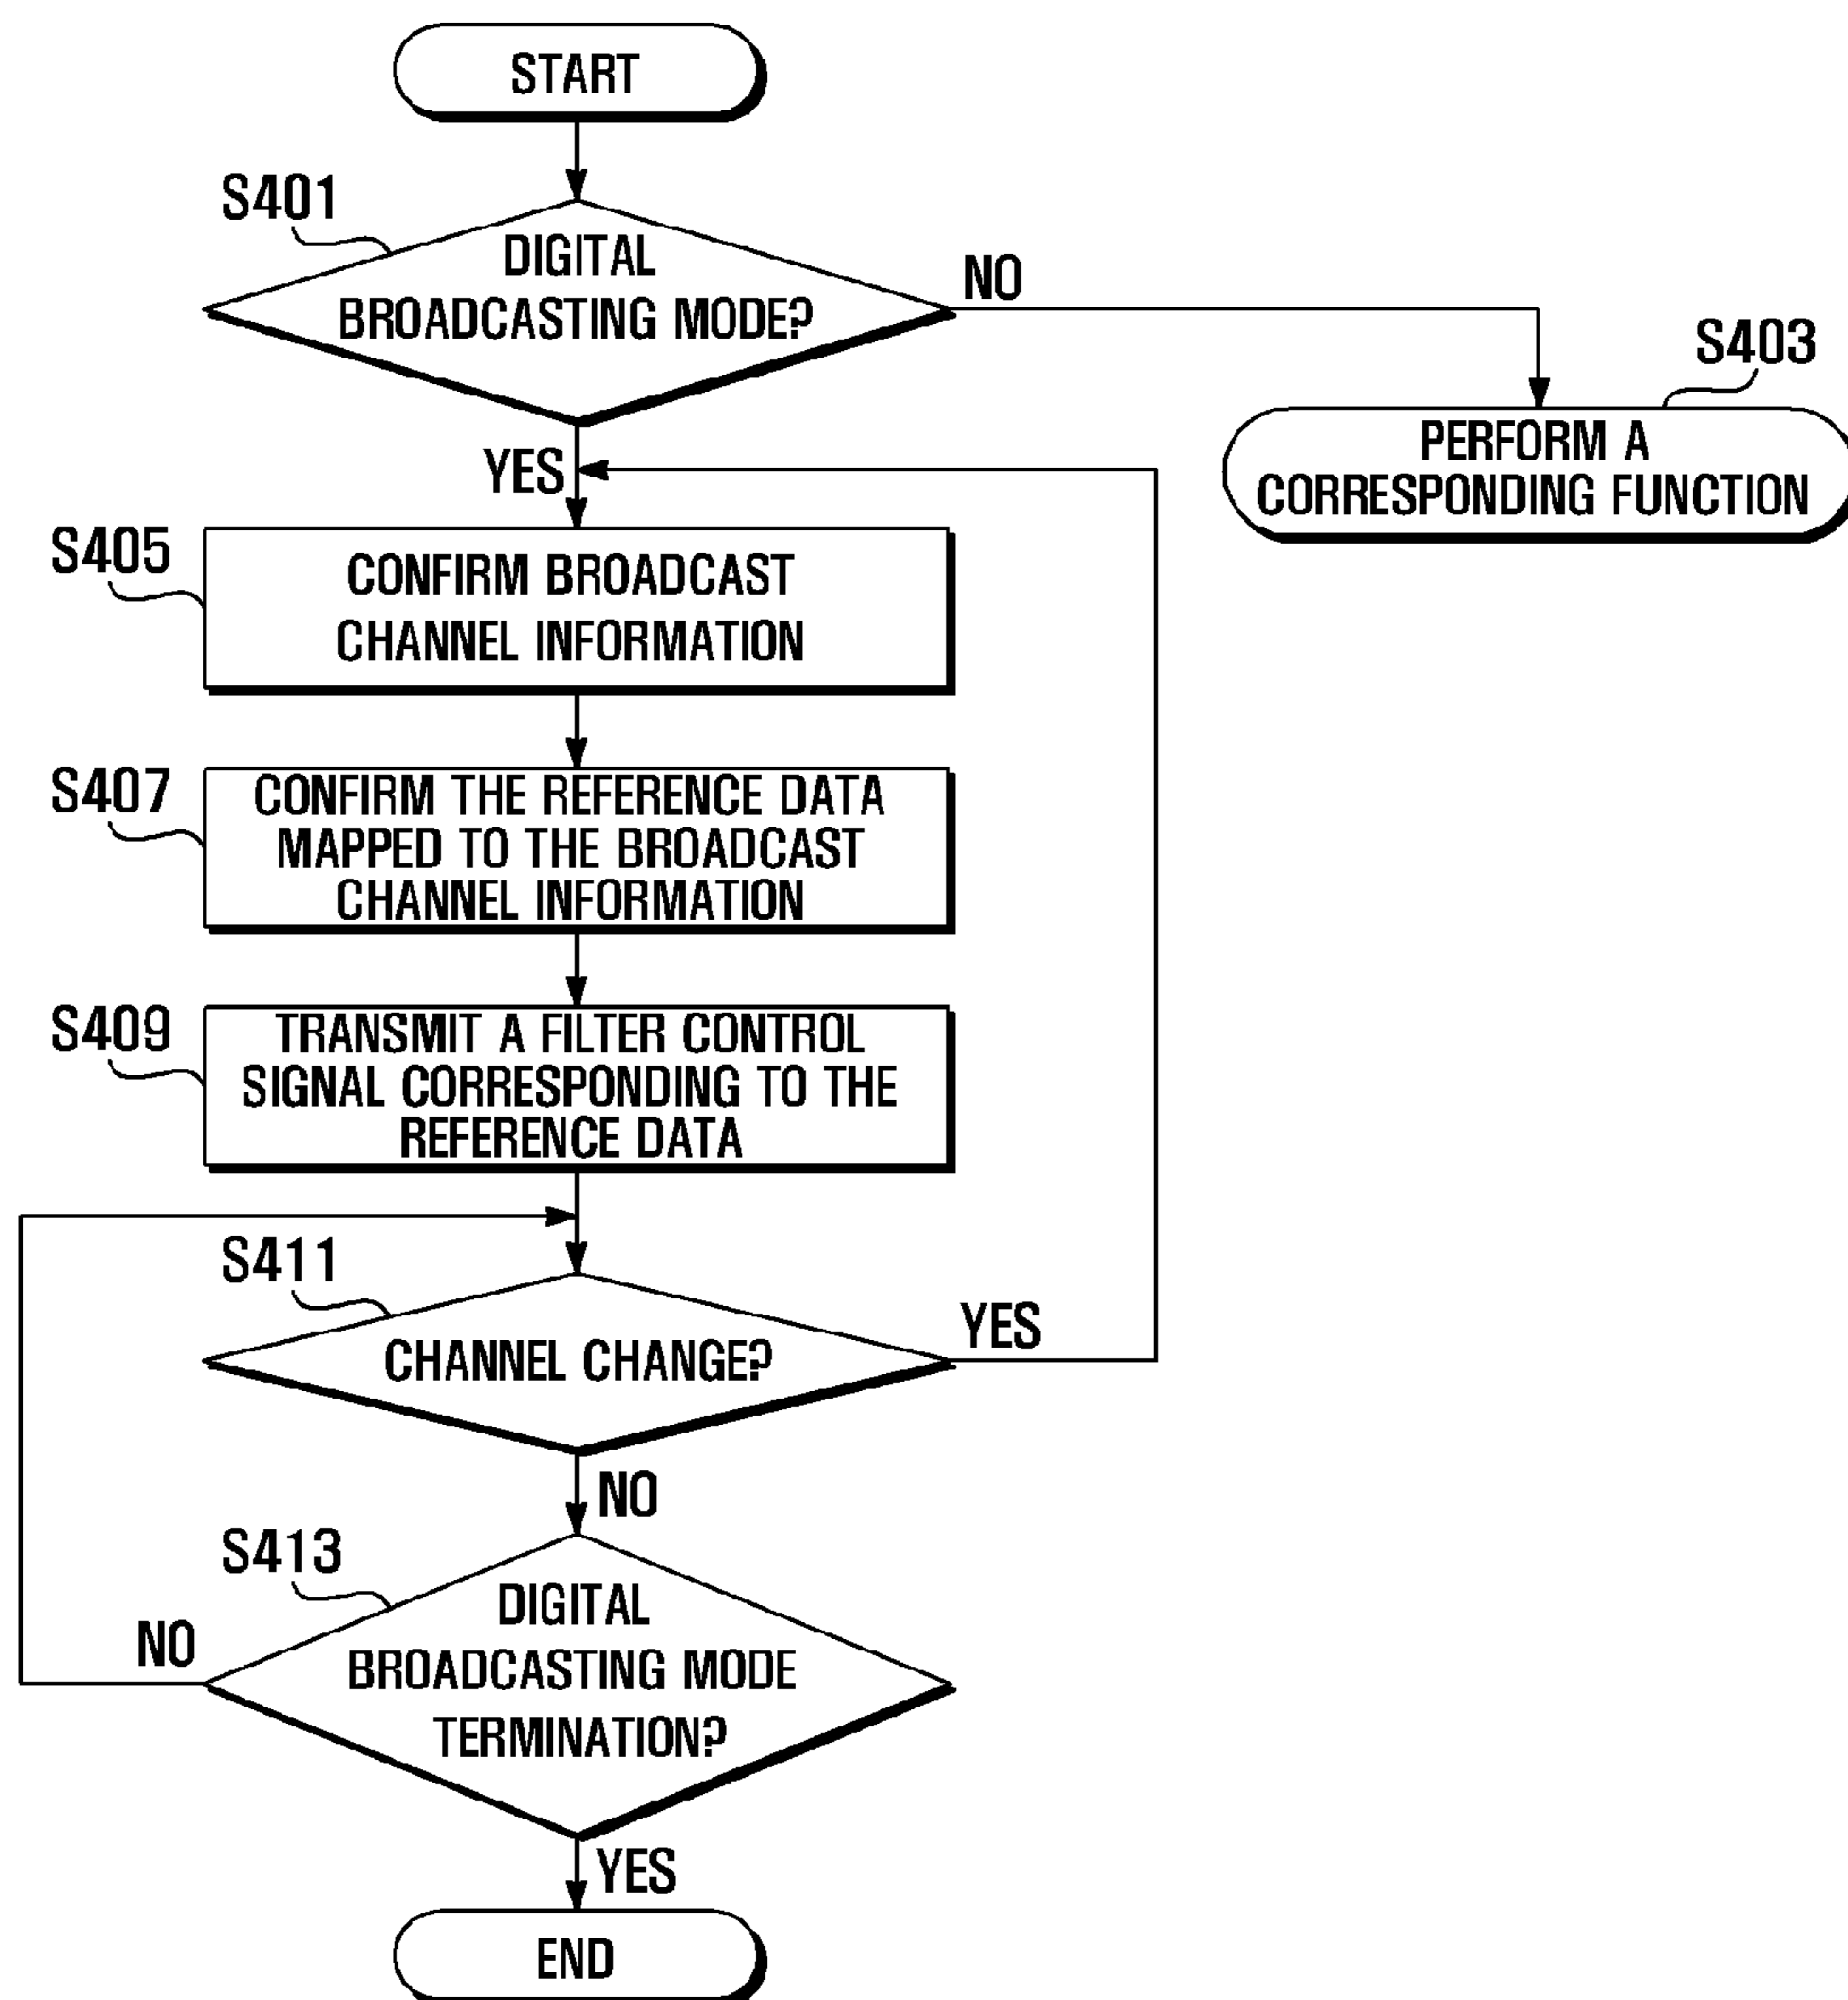 START
S401
DIGITAL
BROADCASTING MODE?
NO
S403
PERFORM A
CORRESPONDING FUNCTION
YES
S405
CONFIRM BROADCAST
CHANNEL INFORMATION
S407
CONFIRM THE REFERENCE DATA
MAPPED TO THE BROADCAST
CHANNEL INFORMATION
S409
TRANSMIT A FILTER CONTROL
SIGNAL CORRESPONDING TO THE
REFERENCE DATA
S411
CHANNEL CHANGE?
YES
NO
S413
DIGITAL
BROADCASTING MODE
TERMINATION?
NO
YES
END